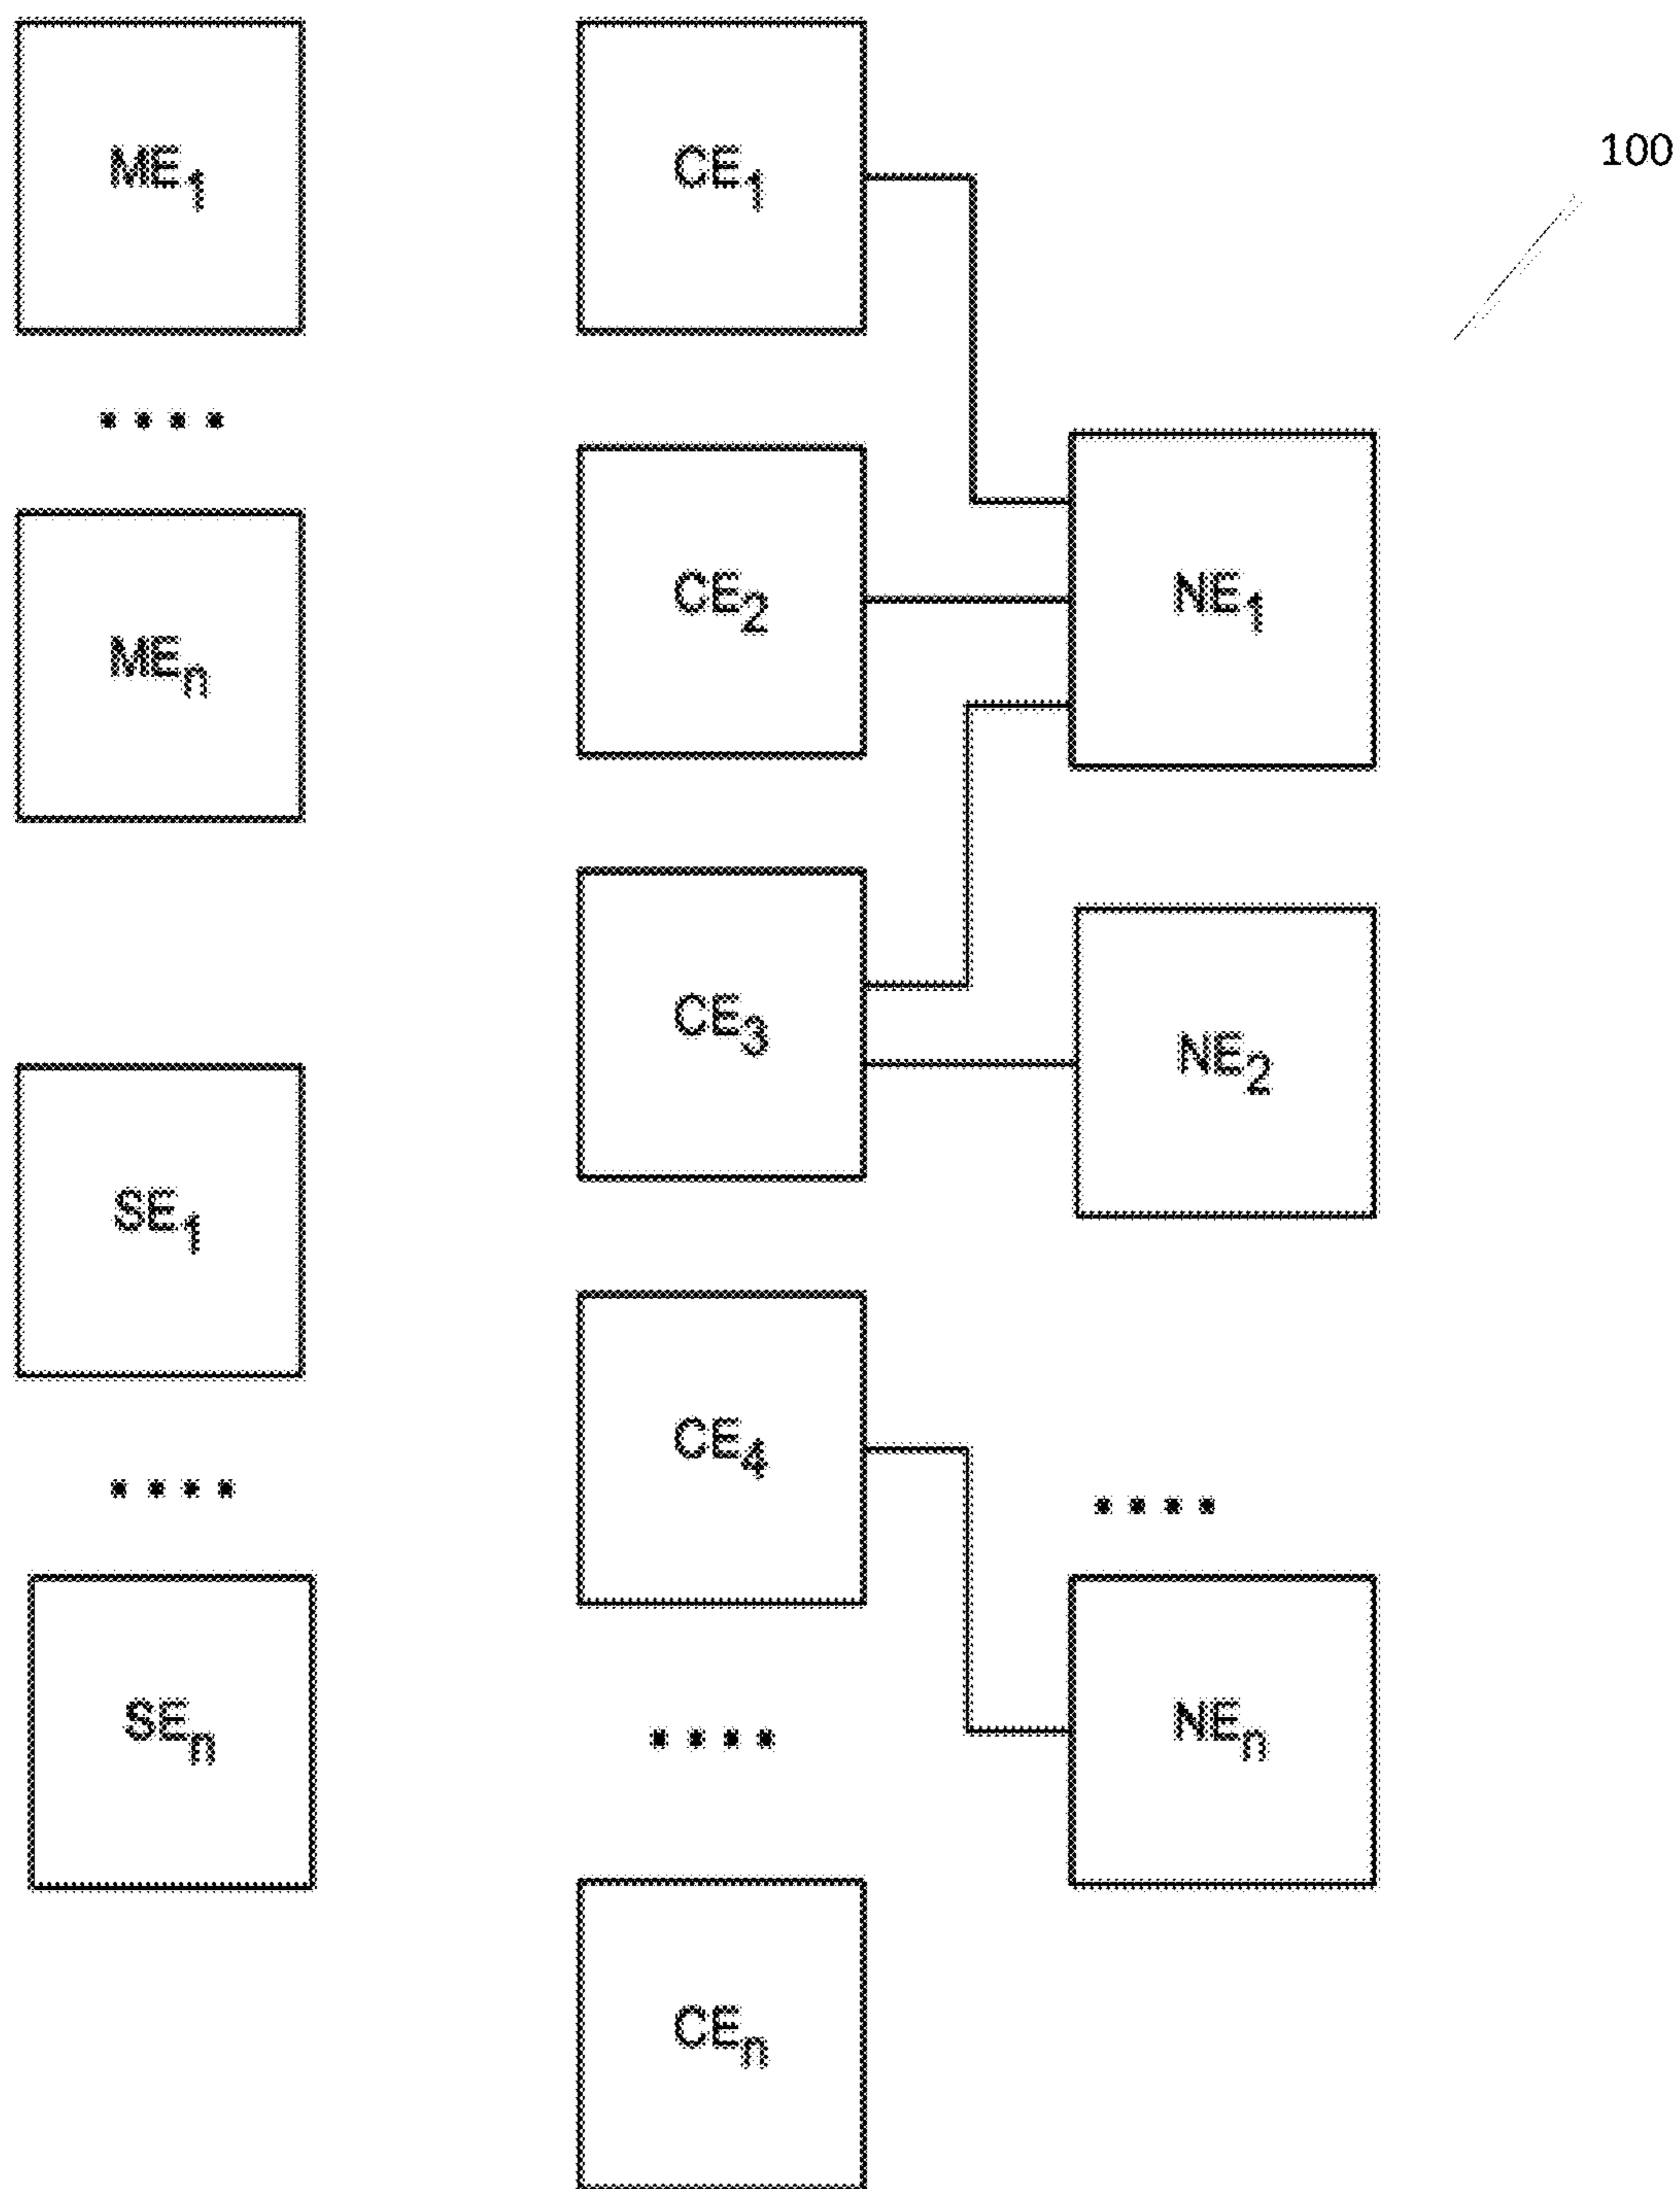 ME1
CE1
100
....
CE2
NE1
MEn
CE3
NE2
SE1
CE4
....
....
SEn
NEn
....
CEn